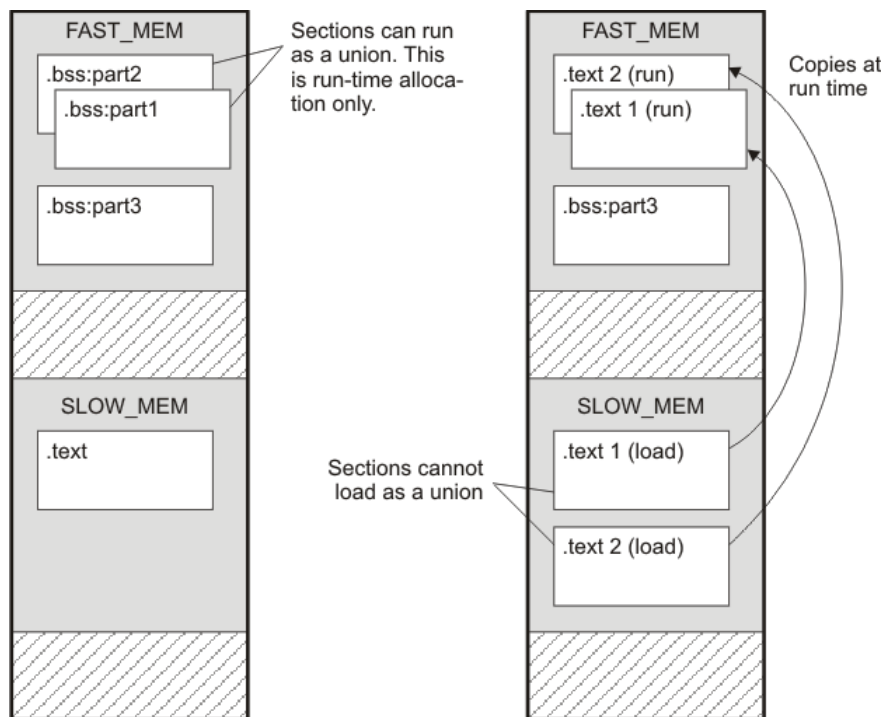 FAST_MEM
.bss:part2
.bss:part1
.bss:part3
SLOW_MEM
.text
Sections can run
as a union. This
is run-time alloca-
tion only.
FAST_MEM
.text 2 (run)
.text 1 (run)
.bss:part3
SLOW_MEM
.text 1 (load)
.text 2 (load)
Copies at
run time
Sections cannot
load as a union